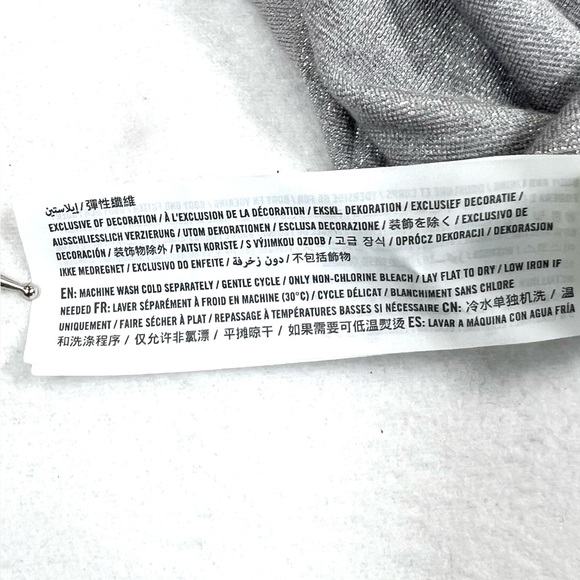 إيلاستين / 彈性纖維
EXCLUSIVE OF DECORATION / À L'EXCLUSION DE LA DÉCORATION / EKSKL. DEKORATION / EXCLUSIEF DECORATIE /
AUSSCHLIESSLICH VERZIERUNG / UTOM DEKORATIONEN / ESCLUSA DECORAZIONE / 装飾を除く / EXCLUSIVO DE
DECORACIÓN / 装饰物除外 / PAITSI KORISTE / S VÝJIMKOU OZDOB / 고급 장식 / OPRÓCZ DEKORACJI / DEKORASJON
IKKE MEDREGNET / EXCLUSIVO DO ENFEITE / دون زخرفة / 不包括飾物
EN: MACHINE WASH COLD SEPARATELY / GENTLE CYCLE / ONLY NON-CHLORINE BLEACH / LAY FLAT TO DRY / LOW IRON IF
NEEDED FR: LAVER SÉPARÉMENT À FROID EN MACHINE (30°C) / CYCLE DÉLICAT / BLANCHIMENT SANS CHLORE
UNIQUEMENT / FAIRE SÉCHER À PLAT / REPASSAGE À TEMPÉRATURES BASSES SI NÉCESSAIRE CN: 冷水单独机洗 / 温
和洗涤程序 / 仅允许非氯漂 / 平摊晾干 / 如果需要可低温熨烫 ES: LAVAR A MÁQUINA CON AGUA FRÍA